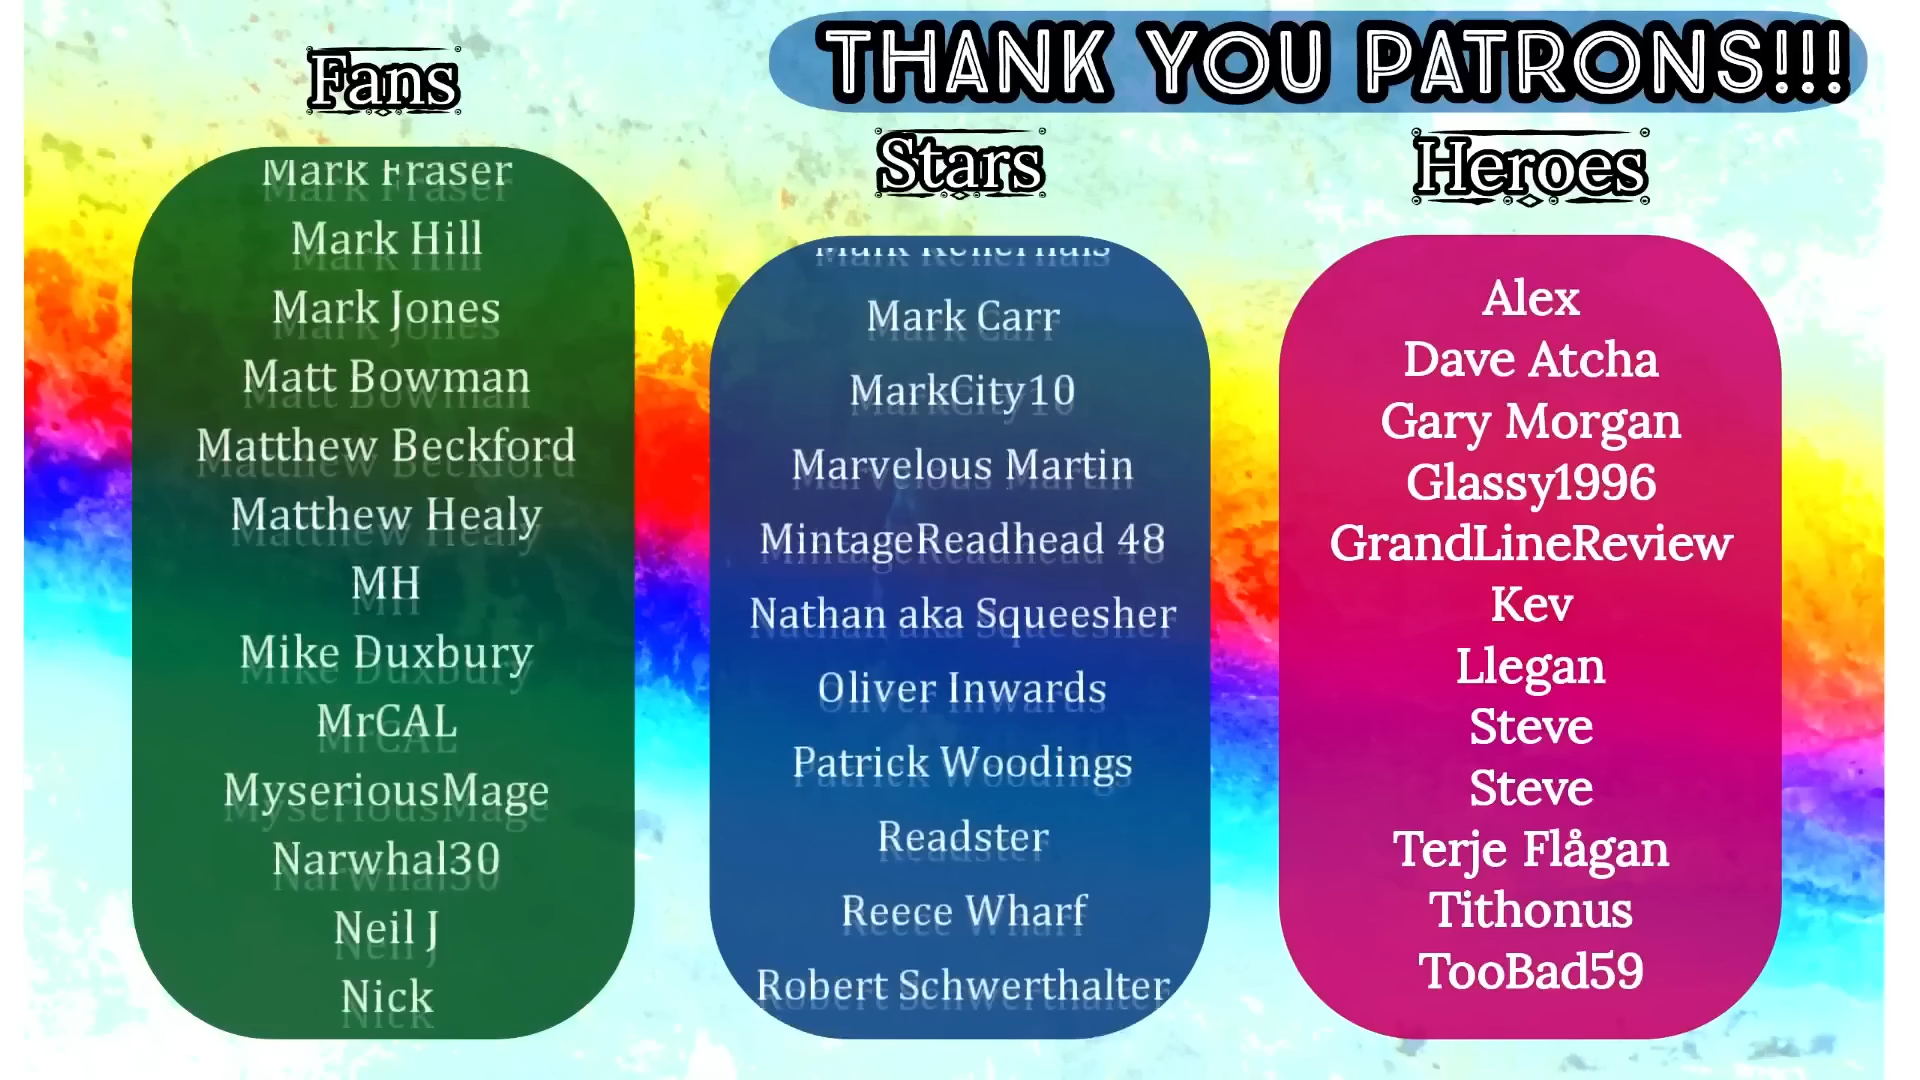 THANK YOU PATRONS!!!
Fans
Mark Fraser
Mark Hill
Mark Jones
Matt Bowman
Matthew Beckford
Matthew Healy
MH
Mike Duxbury
MrCAL
MyseriousMage
Narwhal30
Neil J
Nick
Stars
Mark Carr
MarkCity10
Marvelous Martin
MintageReadhead 48
Nathan aka Squeesher
Oliver Inwards
Patrick Woodings
Readster
Reece Wharf
Robert Schwerthalter
Heroes
Alex
Dave Atcha
Gary Morgan
Glassy1996
GrandLineReview
Kev
Llegan
Steve
Steve
Terje Flågan
Tithonus
TooBad59